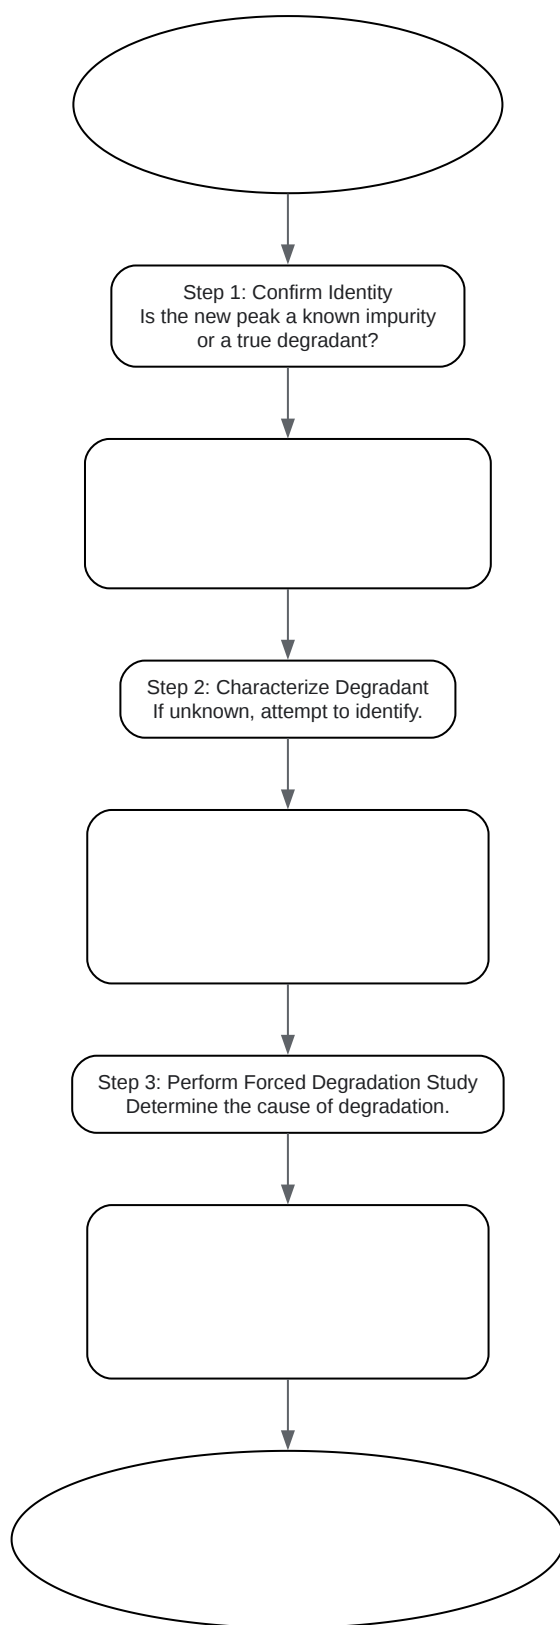 Step 1: Confirm Identity
Is the new peak a known impurity
or a true degradant?
Step 2: Characterize Degradant
If unknown, attempt to identify.
Step 3: Perform Forced Degradation Study
Determine the cause of degradation.